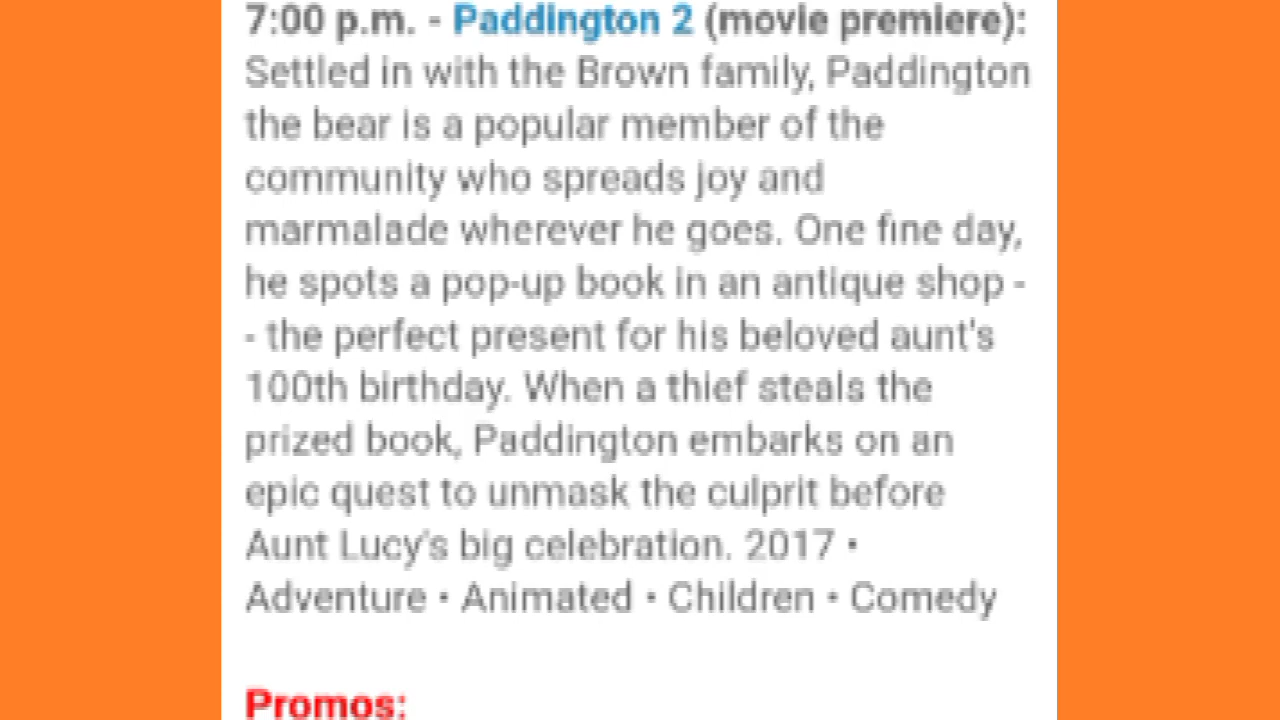 7:00 p.m. - Paddington 2 (movie premiere):
Settled in with the Brown family, Paddington
the bear is a popular member of the
community who spreads joy and
marmalade wherever he goes. One fine day,
he spots a pop-up book in an antique shop -
- the perfect present for his beloved aunt's
100th birthday. When a thief steals the
prized book, Paddington embarks on an
epic quest to unmask the culprit before
Aunt Lucy's big celebration. 2017 •
Adventure • Animated • Children • Comedy
Promos: